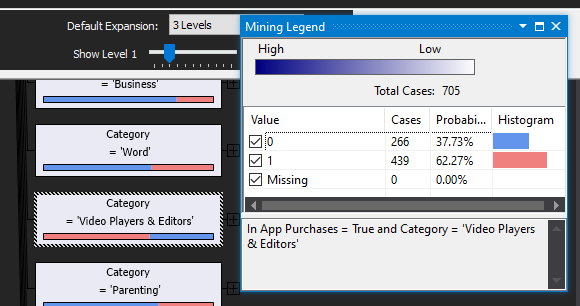 Default Expansion: 3 Levels
Show Level 1
= 'Business'
Category
= 'Word'
Category
= 'Video Players & Editors'
Category
= 'Parenting'
Mining Legend
High Low
Total Cases: 705
Value Cases Probabi... Histogram
0 266 37.73%
1 439 62.27%
Missing 0 0.00%
In App Purchases = True and Category = 'Video Players
& Editors'